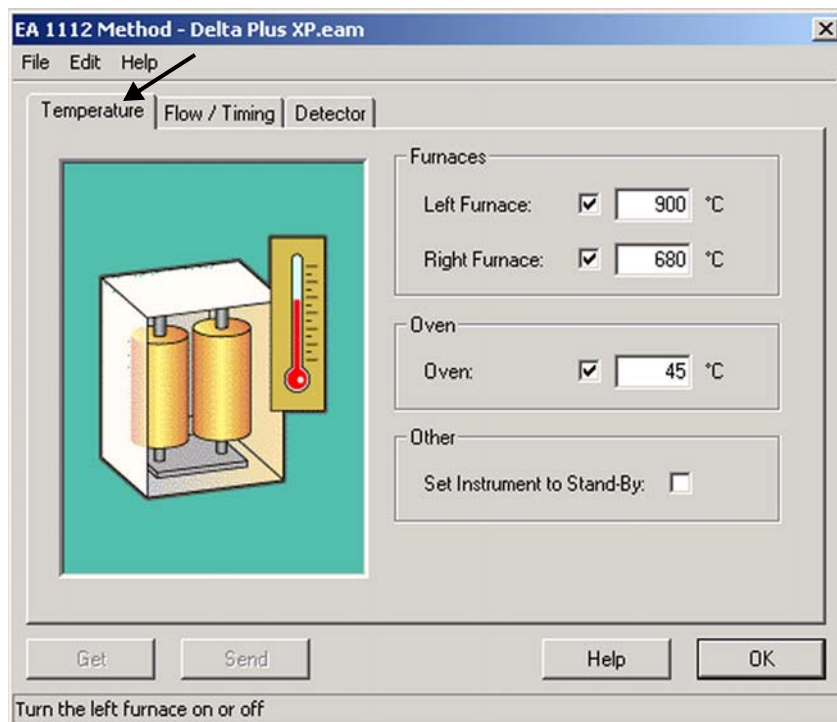 EA 1112 Method - Delta Plus XP.eam
File Edit Help
Temperature Flow / Timing Detector
Furnaces
Left Furnace: 900 °C
Right Furnace: 680 °C
Oven
Oven: 45 °C
Other
Set Instrument to Stand-By:
Get Send Help OK
Turn the left furnace on or off